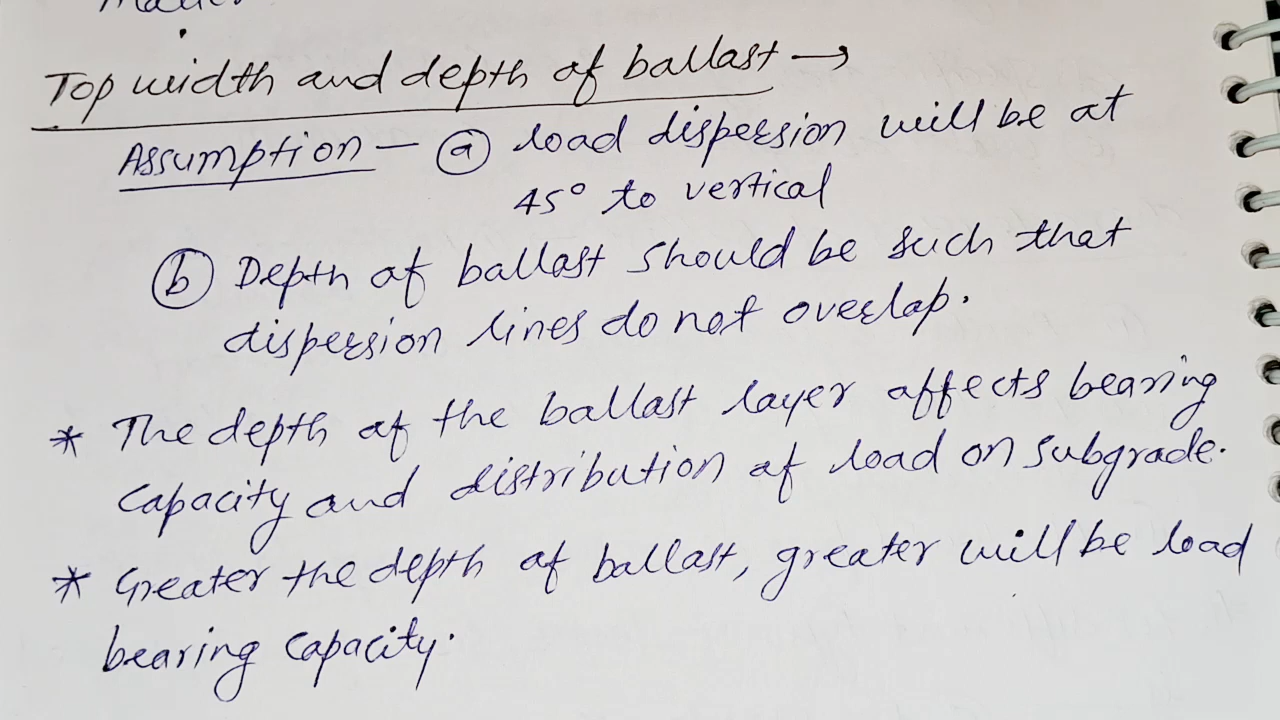 Top width and depth of ballast →
Assumption - ⓐ load dispersion will be at
45° to vertical
ⓑ Depth of ballast should be such that
dispersion lines do not overlap.
* The depth of the ballast layer affects bearing
capacity and distribution of load on subgrade.
* Greater the depth of ballast, greater will be load
bearing capacity.